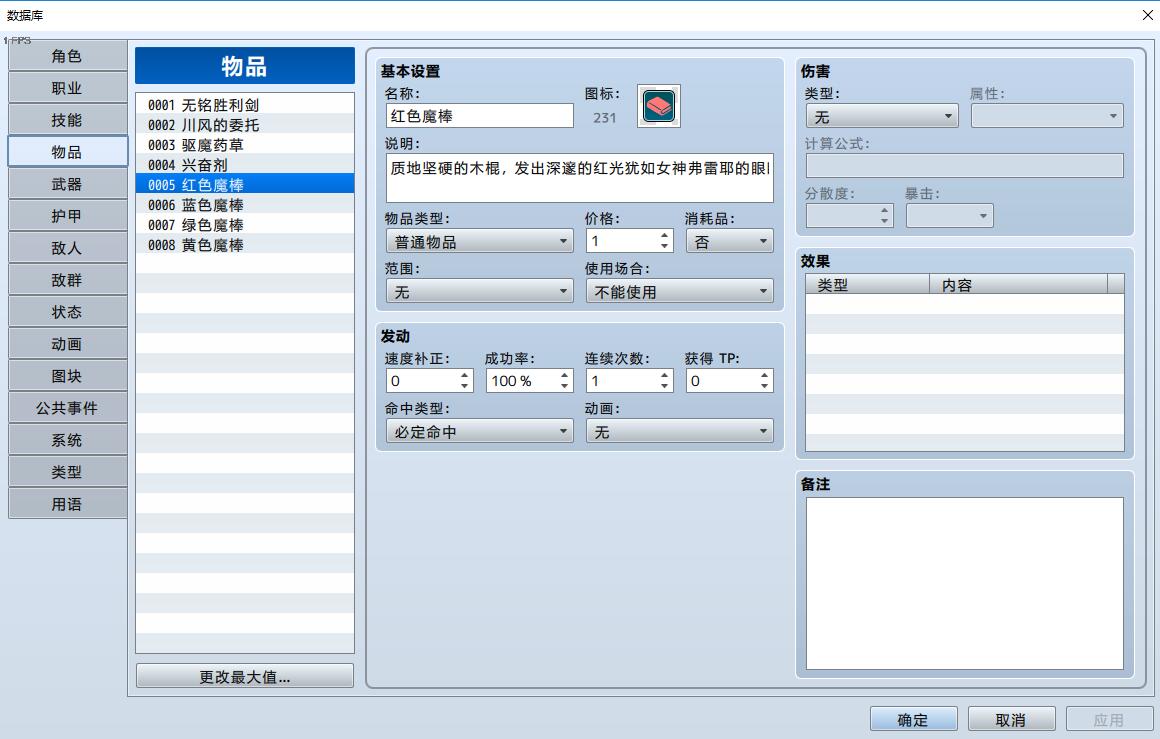 数据库
1 FPS
角色
职业
技能
物品
武器
护甲
敌人
敌群
状态
动画
图块
公共事件
系统
类型
用语
物品
0001 无铭胜利剑
0002 川风的委托
0003 驱魔药草
0004 兴奋剂
0005 红色魔棒
0006 蓝色魔棒
0007 绿色魔棒
0008 黄色魔棒
更改最大值...
基本设置
名称: 图标:
红色魔棒 231
说明:
质地坚硬的木棍，发出深邃的红光犹如女神弗雷耶的眼
物品类型: 价格: 消耗品:
普通物品 1 否
范围: 使用场合:
无 不能使用
发动
速度补正: 成功率: 连续次数: 获得 TP:
0 100 % 1 0
命中类型: 动画:
必定命中 无
伤害
类型: 属性:
无
计算公式:
分散度: 暴击:
效果
类型 内容
备注
确定 取消 应用